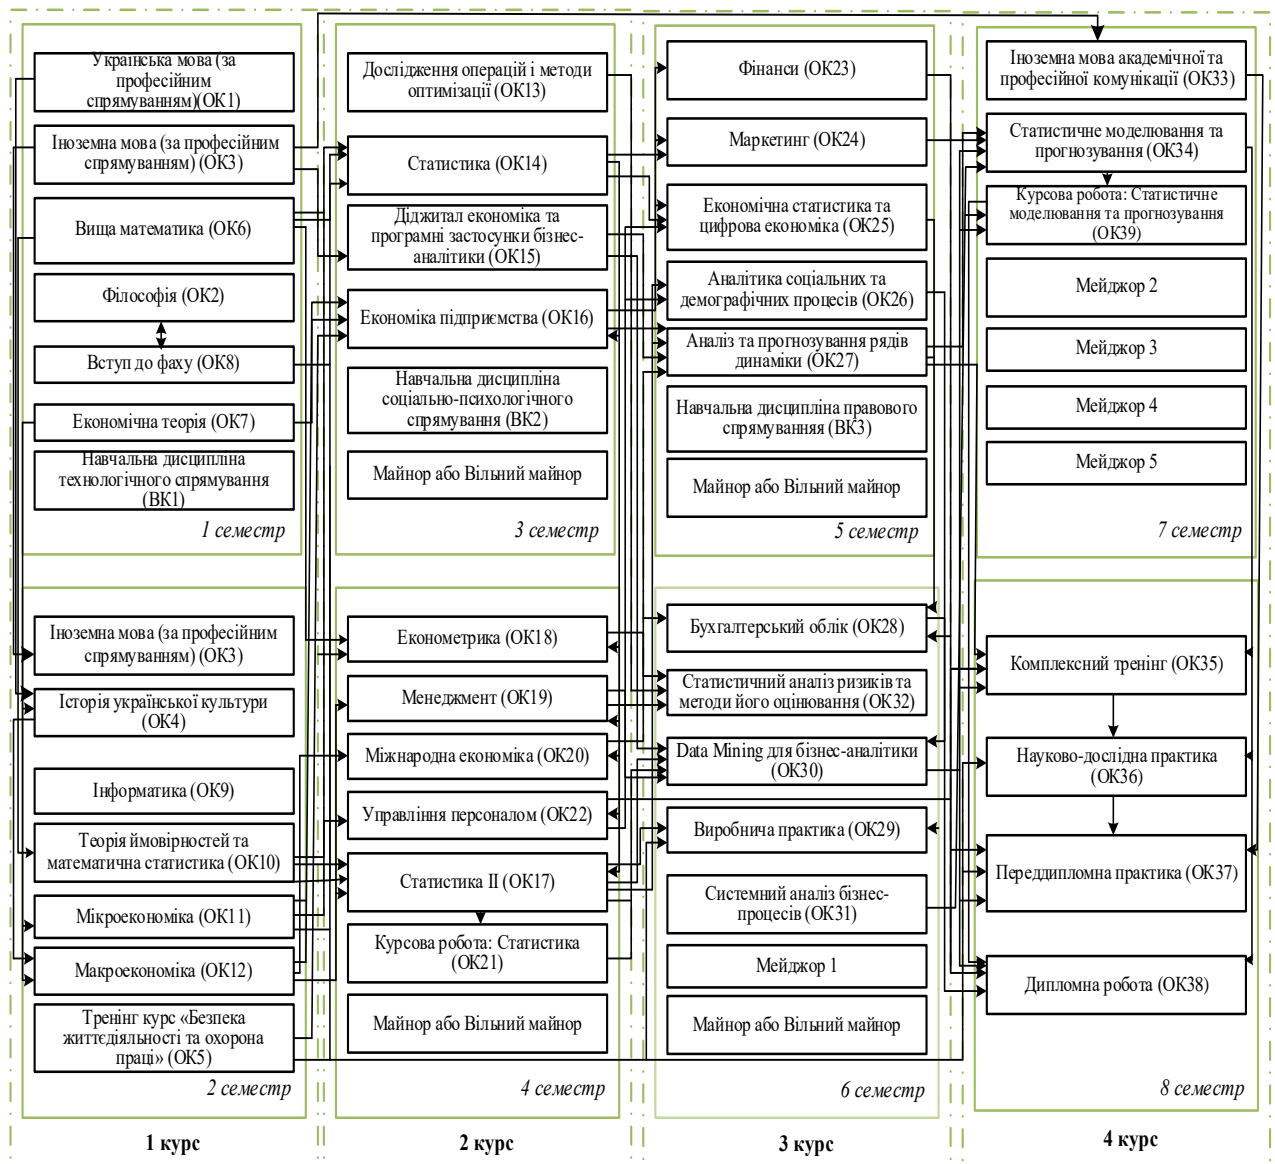 Українська мова (за
професійним
спрямуванням)(ОК1)
Іноземна мова (за професійним
спрямуванням) (ОК3)
Вища математика (ОК6)
Філософія (ОК2)
Вступ до фаху (ОК8)
Економічна теорія (ОК7)
Навчальна дисципліна
технологічного спрямування
(ВК1)
1 семестр
Іноземна мова (за професійним
спрямуванням) (ОК3)
Історія української культури
(ОК4)
Інформатика (ОК9)
Теорія ймовірностей та
математична статистика (ОК10)
Мікроекономіка (ОК11)
Макроекономіка (ОК12)
Тренінг курс «Безпека
життєдіяльності та охорона
праці» (ОК5)
2 семестр
1 курс
Дослідження операцій і методи
оптимізації (ОК13)
Статистика (ОК14)
Діджитал економіка та
програмні застосунки бізнес-
аналітики (ОК15)
Економіка підприємства (ОК16)
Навчальна дисципліна
соціально-психологічного
спрямування (ВК2)
Майнор або Вільний майнор
3 семестр
Економетрика (ОК18)
Менеджмент (ОК19)
Міжнародна економіка (ОК20)
Управління персоналом (ОК22)
Статистика ІІ (ОК17)
Курсова робота: Статистика
(ОК21)
Майнор або Вільний майнор
4 семестр
2 курс
Фінанси (ОК23)
Маркетинг (ОК24)
Економічна статистика та
цифрова економіка (ОК25)
Аналітика соціальних та
демографічних процесів (ОК26)
Аналіз та прогнозування рядів
динаміки (ОК27)
Навчальна дисципліна правового
спрямуванняя (ВК3)
Майнор або Вільний майнор
5 семестр
Бухгалтерський облік (ОК28)
Статистичний аналіз ризиків та
методи його оцінювання (ОК32)
Data Mining для бізнес-аналітики
(ОК30)
Виробнича практика (ОК29)
Системний аналіз бізнес-
процесів (ОК31)
Мейджор 1
Майнор або Вільний майнор
6 семестр
3 курс
Іноземна мова академічної та
професійної комунікації (ОК33)
Статистичне моделювання та
прогнозування (ОК34)
Курсова робота: Статистичне
моделювання та прогнозування
(ОК39)
Мейджор 2
Мейджор 3
Мейджор 4
Мейджор 5
7 семестр
Комплексний тренінг (ОК35)
Науково-дослідна практика
(ОК36)
Переддипломна практика (ОК37)
Дипломна робота (ОК38)
8 семестр
4 курс